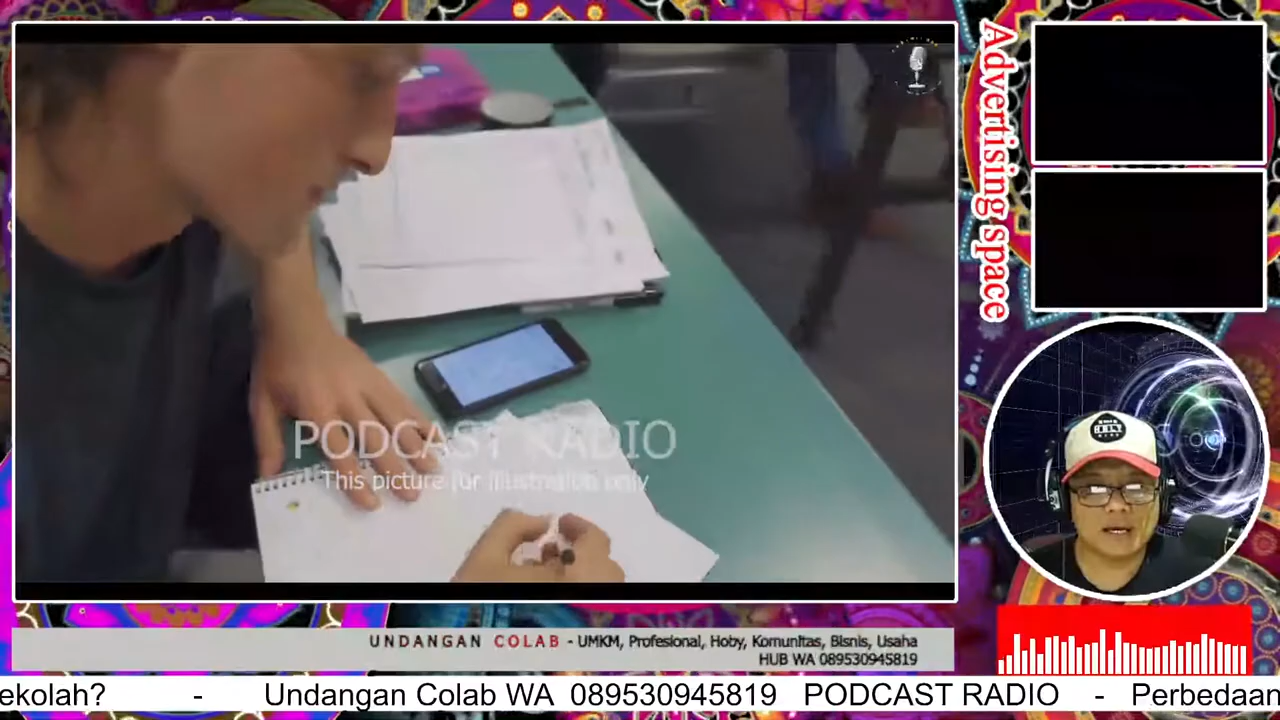 Advertising space
PODCAST RADIO
This picture for illustration only
UNDANGAN COLAB - UMKM, Profesional, Hoby, Komunitas, Bisnis, Usaha
HUB WA 089530945819
ekolah? - Undangan Colab WA 089530945819 PODCAST RADIO - Perbedaan